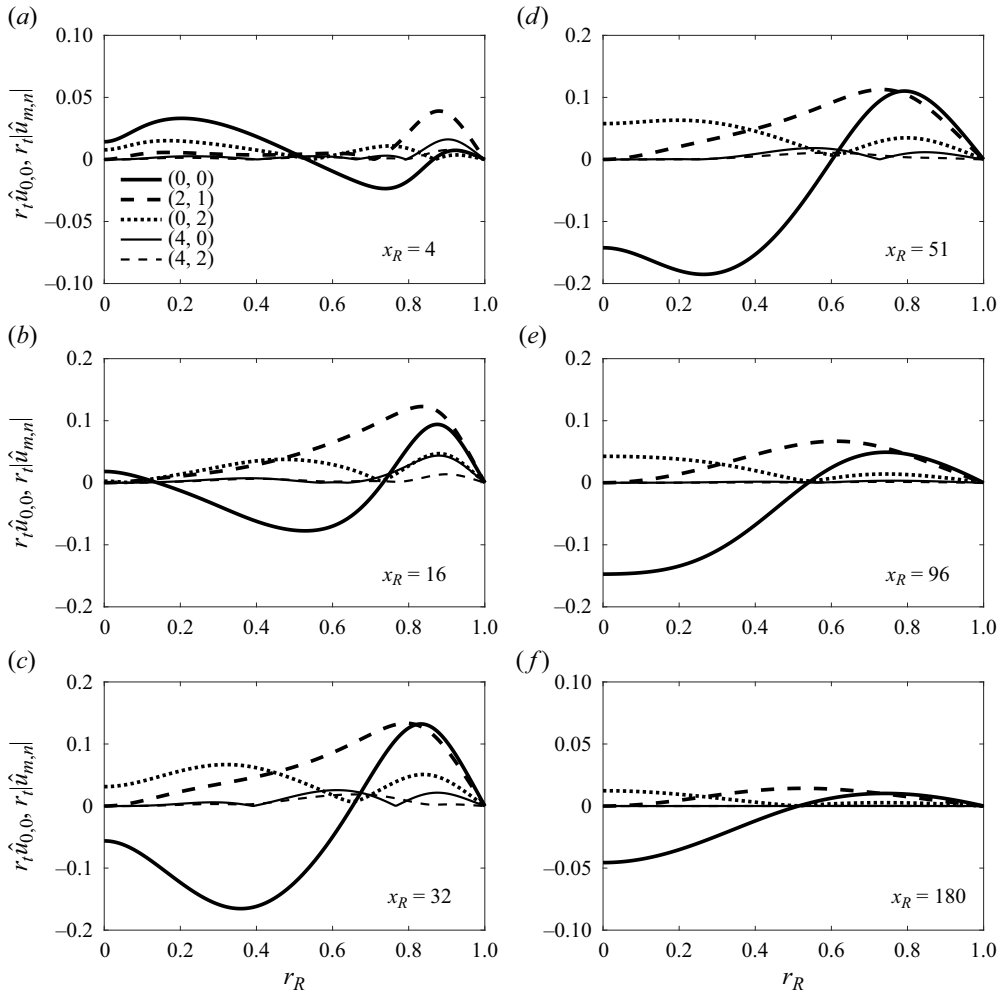 (a)
0.10
0.05
0
–0.05
–0.10
r_t û_{0,0}, r_t|û_{m,n}|
(0, 0)
(2, 1)
(0, 2)
(4, 0)
(4, 2)
x_R = 4
0 0.2 0.4 0.6 0.8 1.0
(b)
0.2
0.1
0
–0.1
–0.2
r_t û_{0,0}, r_t|û_{m,n}|
x_R = 16
0 0.2 0.4 0.6 0.8 1.0
(c)
0.2
0.1
0
–0.1
–0.2
r_t û_{0,0}, r_t|û_{m,n}|
x_R = 32
0 0.2 0.4 0.6 0.8 1.0
r_R
(d)
0.2
0.1
0
–0.1
–0.2
x_R = 51
0 0.2 0.4 0.6 0.8 1.0
(e)
0.2
0.1
0
–0.1
–0.2
x_R = 96
0 0.2 0.4 0.6 0.8 1.0
(f)
0.10
0.05
0
–0.05
–0.10
x_R = 180
0 0.2 0.4 0.6 0.8 1.0
r_R